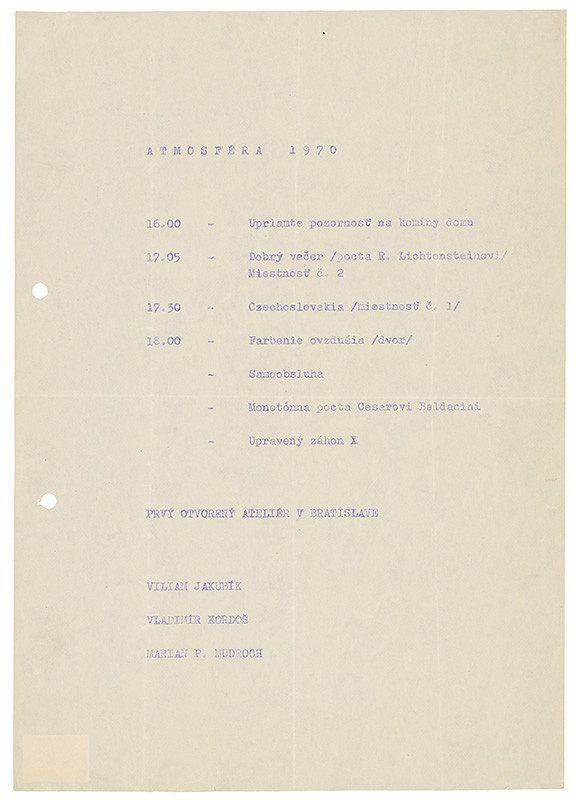 ATMOSFÉRA 1970
16.00 - Upriamte pozornosť na komíny domu
17.05 - Dobrý večer /pocta R. Lichtensteinovi/
Miestnosť č. 2
17.30 - Czechoslovakia /miestnosť č. 1/
18.00 - Farbenie ovzdušia /dvor/
- Samoobsluha
- Monotónna pocta Cesarovi Baldacini
- Upravený záhon X
PRVÝ OTVORENÝ ATELIÉR V BRATISLAVE
VILIAM JAKUBÍK
VLADIMÍR KORDOŠ
MARIAN P. MUDROCH